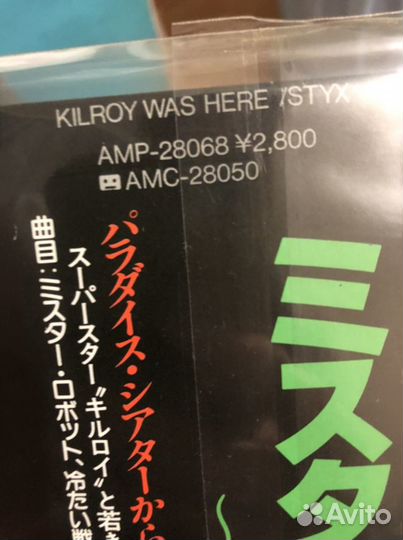 KILROY WAS HERE /STYX
AMP-28068 ¥2,800
AMC-28050
ミスタ
パラダイス・シアターから
スーパースター〝キルロイ〟と若き
曲目:ミスター・ロボット、冷たい戦
Avito